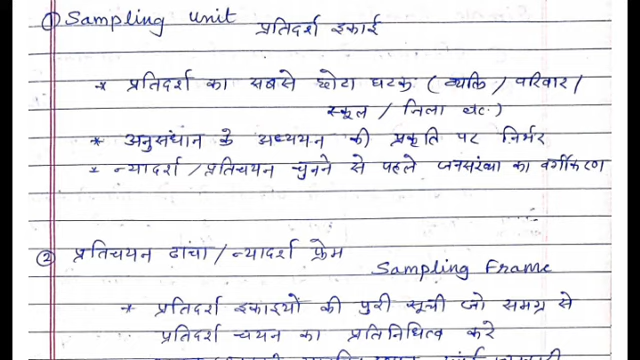 ① Sampling Unit प्रतिदर्श इकाई
* प्रतिदर्श का सबसे छोटा घटक (व्यक्ति / परिवार /
स्कूल / जिला etc.)
* अनुसंधान के अध्ययन की प्रकृति पर निर्भर
* न्यादर्श / प्रतिचयन चुनने से पहले जनसंख्या का वर्गीकरण
② प्रतिचयन ढांचा / न्यादर्श फ्रेम
Sampling Frame
* प्रतिदर्श इकाइयों की पुरी सूची जो समग्र से
प्रतिदर्श चयन का प्रतिनिधित्व करे